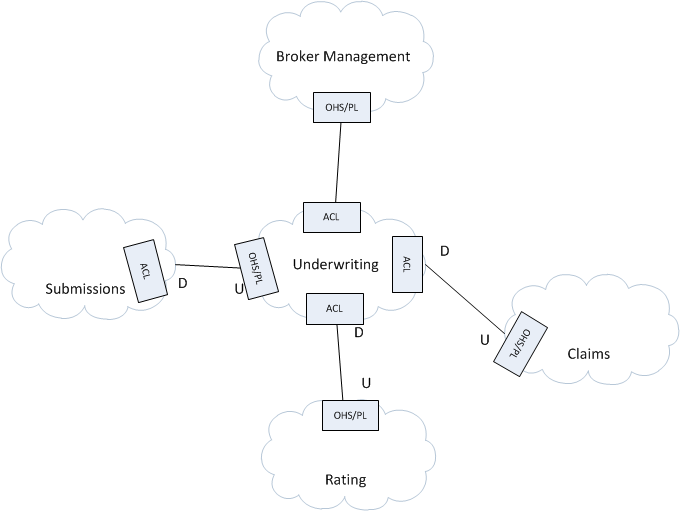 Broker Management
OHS/PL
ACL
Submissions
ACL
D
U
OHS/PL
Underwriting
ACL
D
ACL
D
U
OHS/PL
Claims
U
OHS/PL
Rating